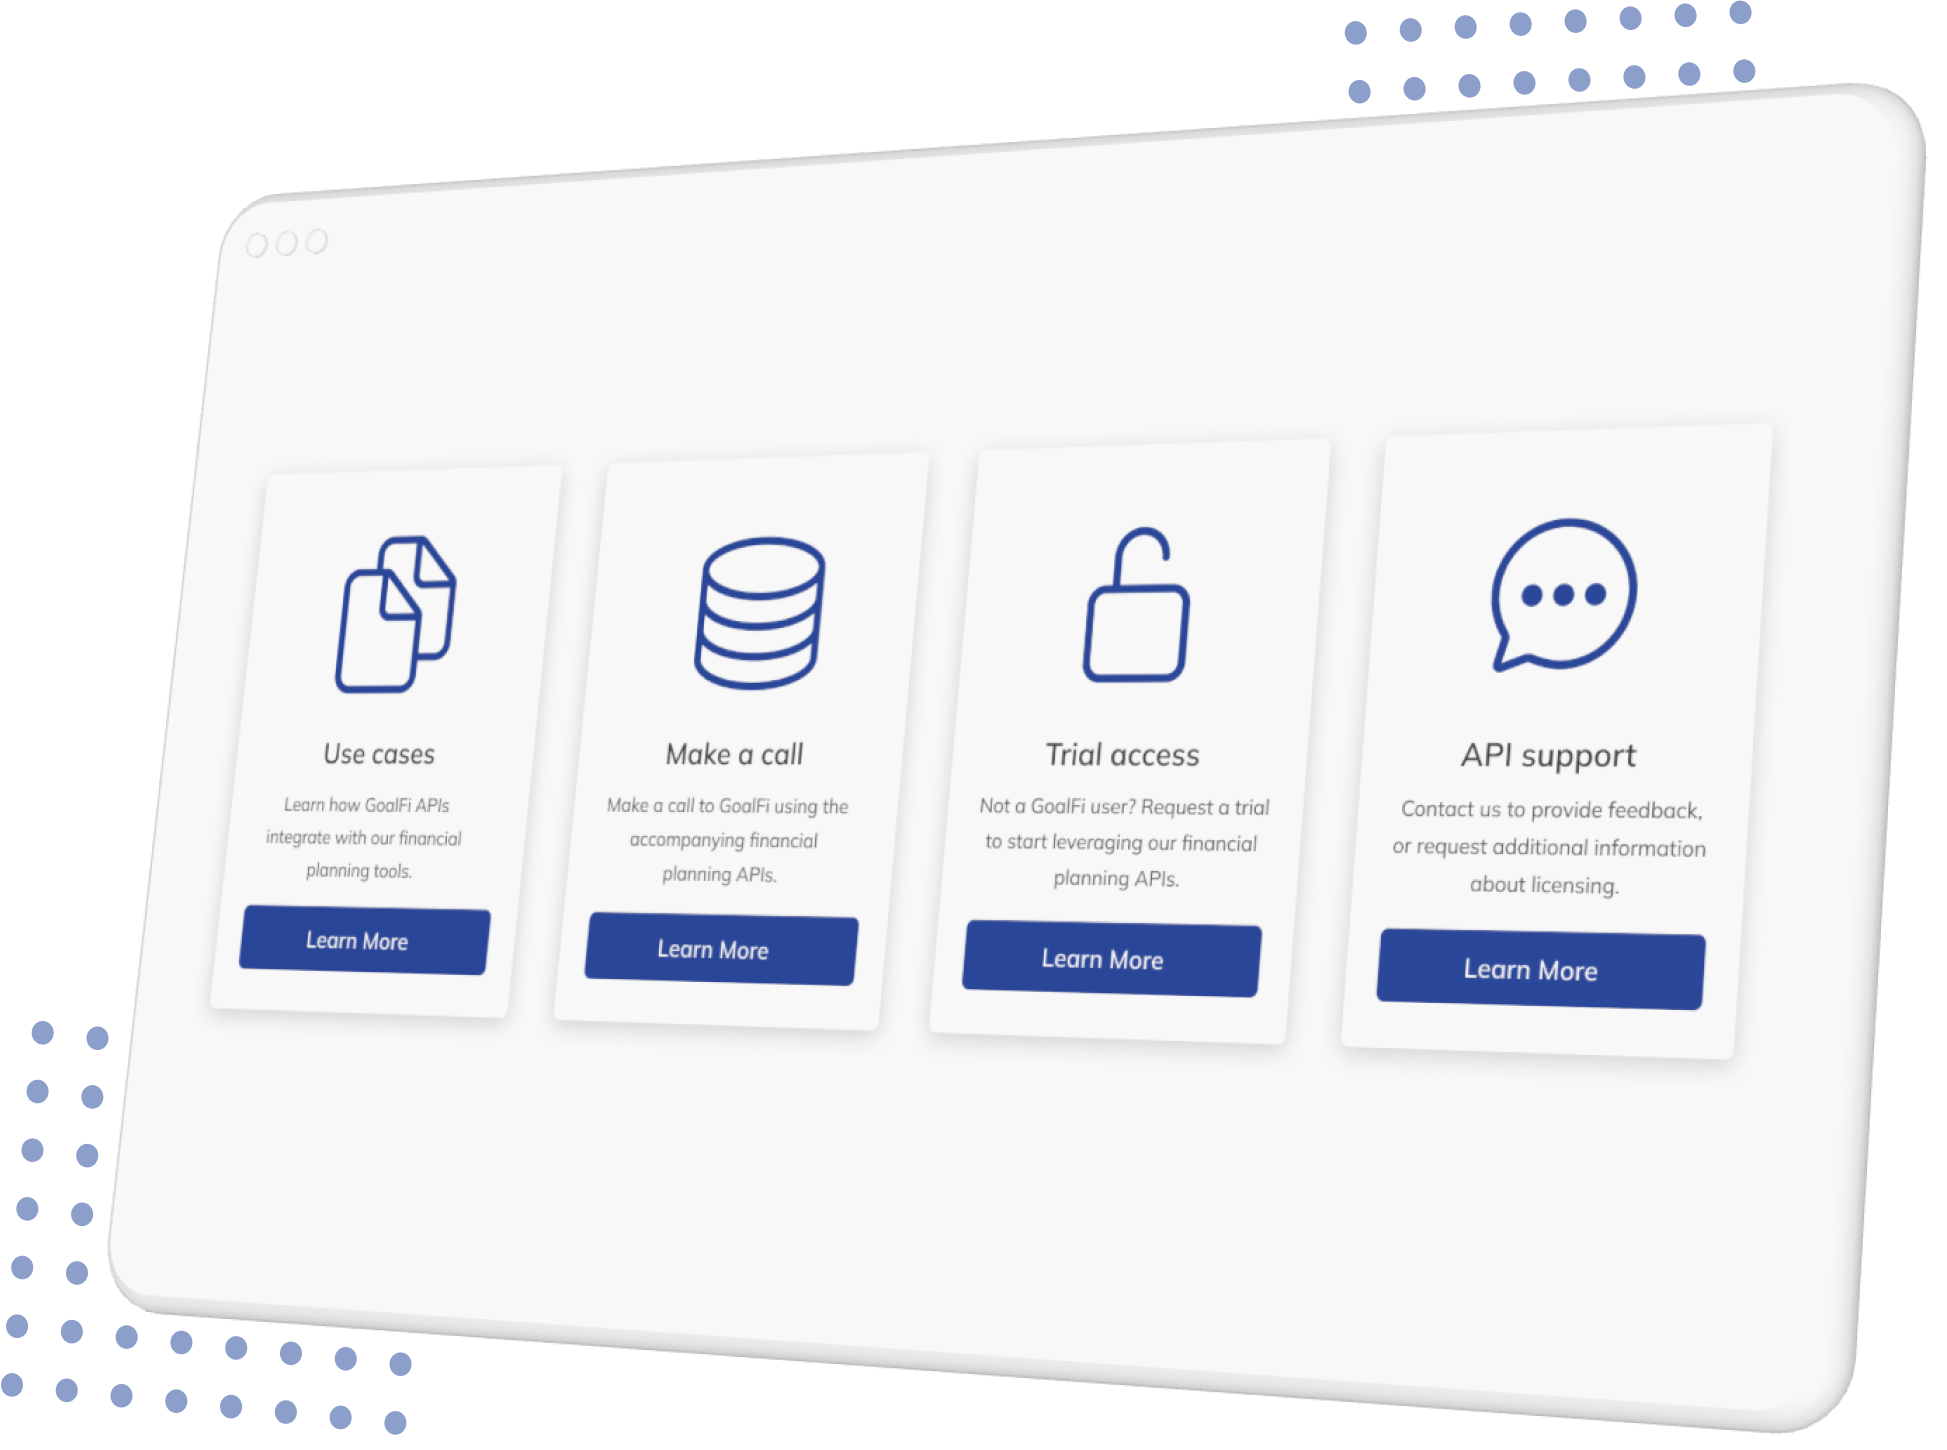 Use cases
Learn how GoalFi APIs
integrate with our financial
planning tools.
Learn More
Make a call
Make a call to GoalFi using the
accompanying financial
planning APIs.
Learn More
Trial access
Not a GoalFi user? Request a trial
to start leveraging our financial
planning APIs.
Learn More
API support
Contact us to provide feedback,
or request additional information
about licensing.
Learn More